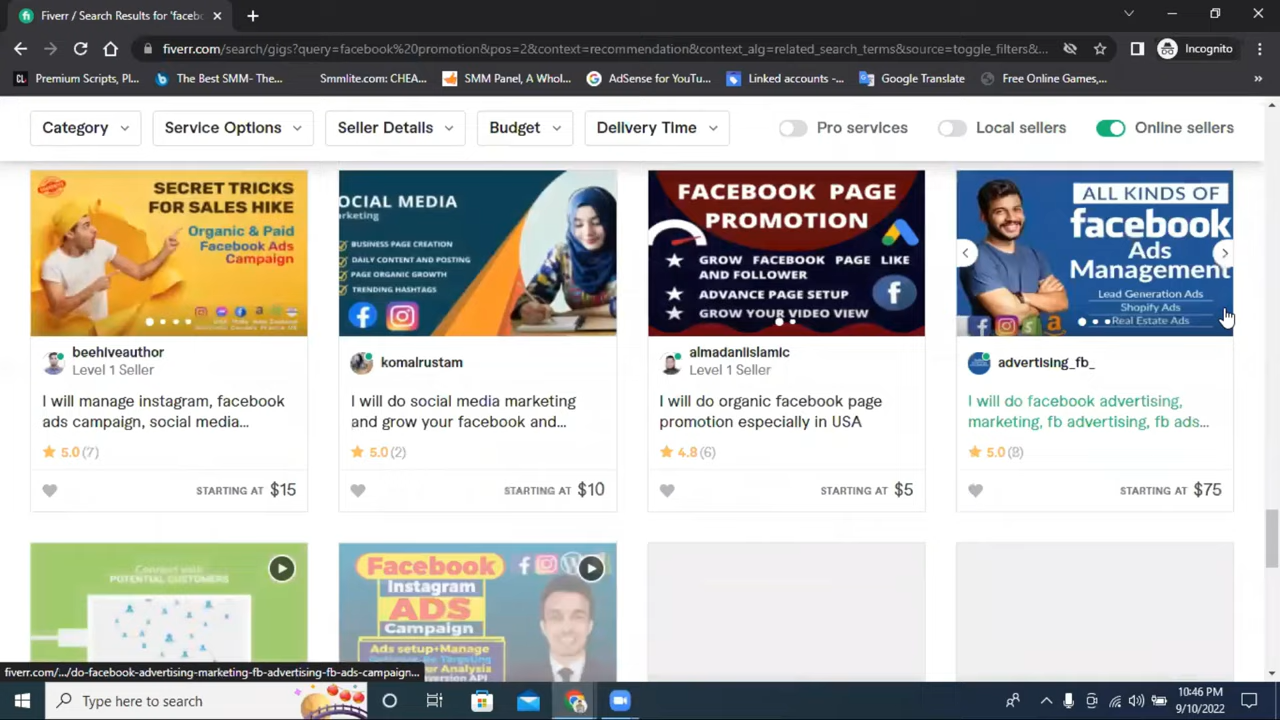 Fiverr / Search Results for 'faceb
fiverr.com/search/gigs?query=facebook%20promotion&pos=2&context=recommendation&context_alg=related_search_terms&source=toggle_filters&...
Incognito
Premium Scripts, Pl...
The Best SMM- The...
Smmlite.com: CHEA...
SMM Panel, A Whol...
AdSense for YouTu...
Linked accounts -...
Google Translate
Free Online Games,...
Category
Service Options
Seller Details
Budget
Delivery Time
Pro services
Local sellers
Online sellers
SECRET TRICKS
FOR SALES HIKE
Organic & Paid
Facebook Ads
Campaign
beehiveauthor
Level 1 Seller
I will manage instagram, facebook
ads campaign, social media...
5.0 (7)
STARTING AT $15
OCIAL MEDIA
arketing
BUSINESS PAGE CREATION
DAILY CONTENT AND POSTING
PAGE ORGANIC GROWTH
TRENDING HASHTAGS
komalrustam
I will do social media marketing
and grow your facebook and...
5.0 (2)
STARTING AT $10
FACEBOOK PAGE
PROMOTION
GROW FACEBOOK PAGE LIKE
AND FOLLOWER
ADVANCE PAGE SETUP
GROW YOUR VIDEO VIEW
almadaniislamic
Level 1 Seller
I will do organic facebook page
promotion especially in USA
4.8 (6)
STARTING AT $5
ALL KINDS OF
facebook
Ads
Management
Lead Generation Ads
Shopify Ads
Real Estate Ads
advertising_fb_
I will do facebook advertising,
marketing, fb advertising, fb ads...
5.0 (8)
STARTING AT $75
Connect with
POTENTIAL CUSTOMERS
Facebook
Instagram
ADS
Campaign
Ads setup+Manage
fiverr.com/.../do-facebook-advertising-marketing-fb-advertising-fb-ads-campaign...
Type here to search
10:46 PM
9/10/2022